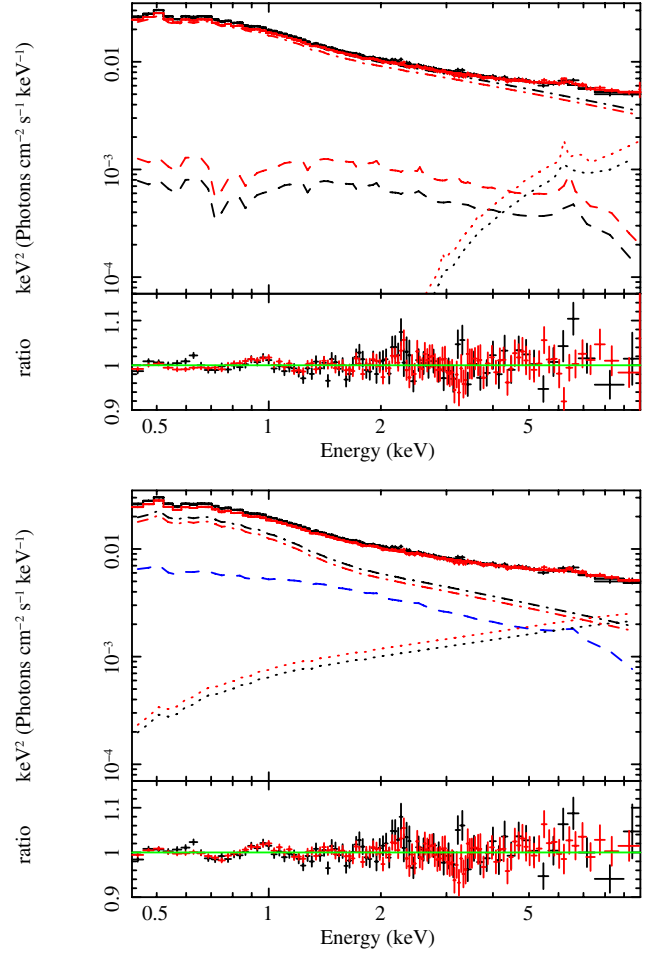 keV² (Photons cm⁻² s⁻¹ keV⁻¹)
0.01
10⁻³
10⁻⁴
ratio
1.1
1
0.9
0.5 1 2 5
Energy (keV)
keV² (Photons cm⁻² s⁻¹ keV⁻¹)
0.01
10⁻³
10⁻⁴
ratio
1.1
1
0.9
0.5 1 2 5
Energy (keV)